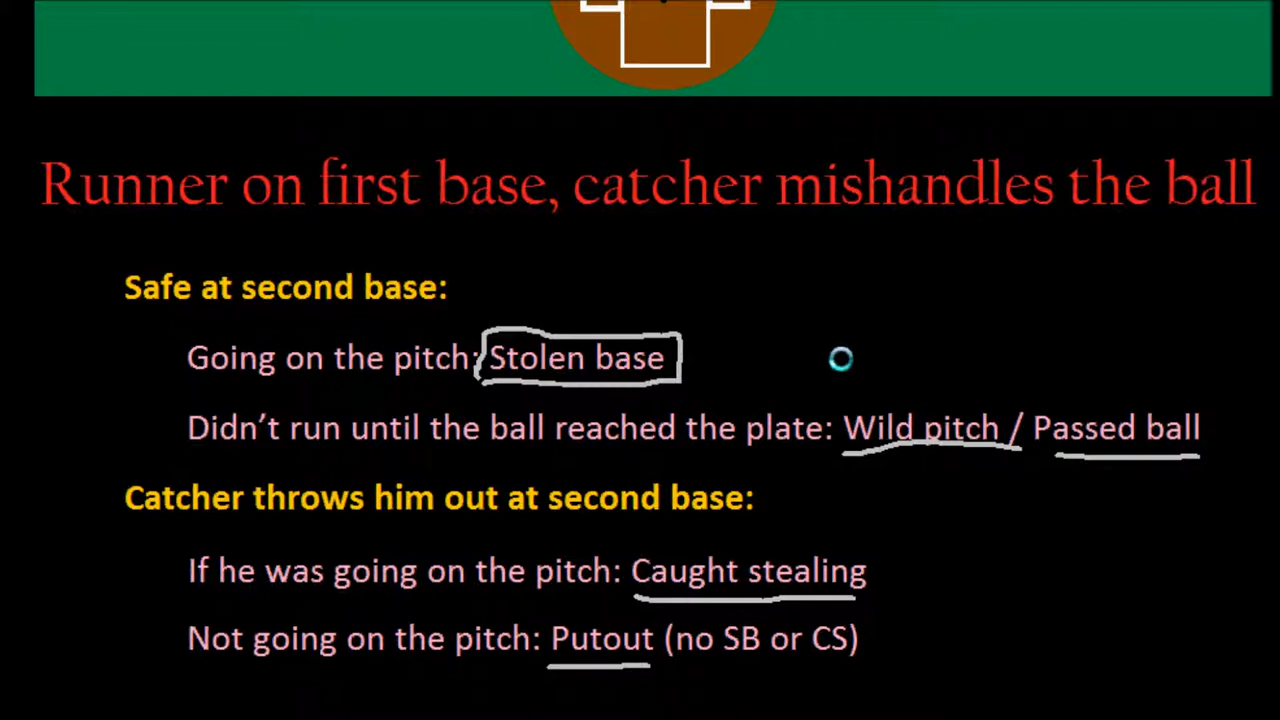 Runner on first base, catcher mishandles the ball
Safe at second base:
Going on the pitch: Stolen base
Didn’t run until the ball reached the plate: Wild pitch / Passed ball
Catcher throws him out at second base:
If he was going on the pitch: Caught stealing
Not going on the pitch: Putout (no SB or CS)